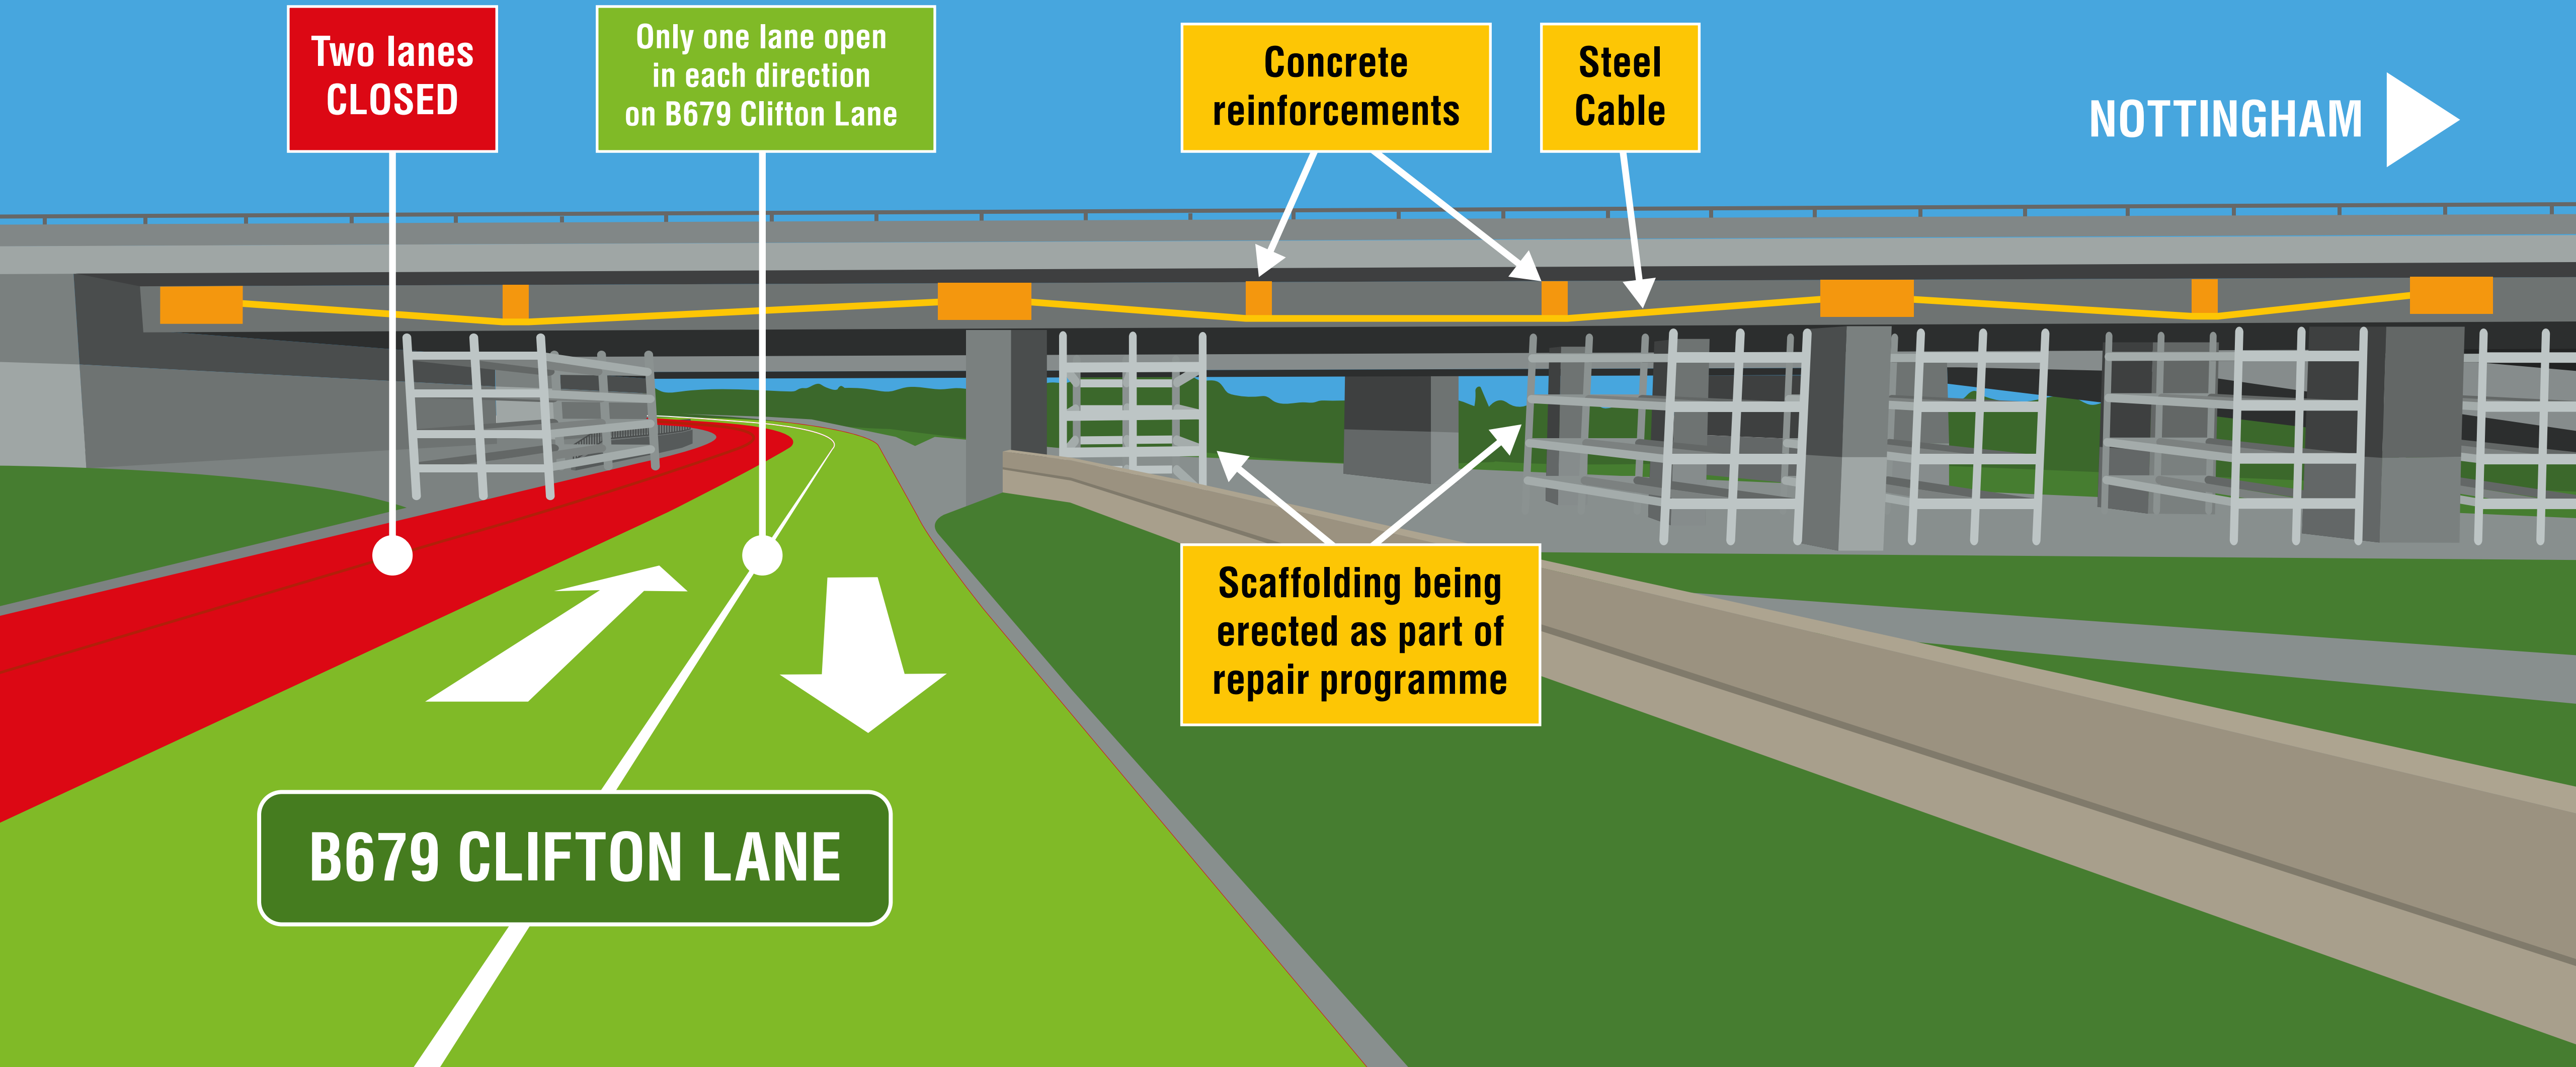 Two lanes
CLOSED
Only one lane open
in each direction
on B679 Clifton Lane
Concrete
reinforcements
Steel
Cable
NOTTINGHAM
Scaffolding being
erected as part of
repair programme
B679 CLIFTON LANE